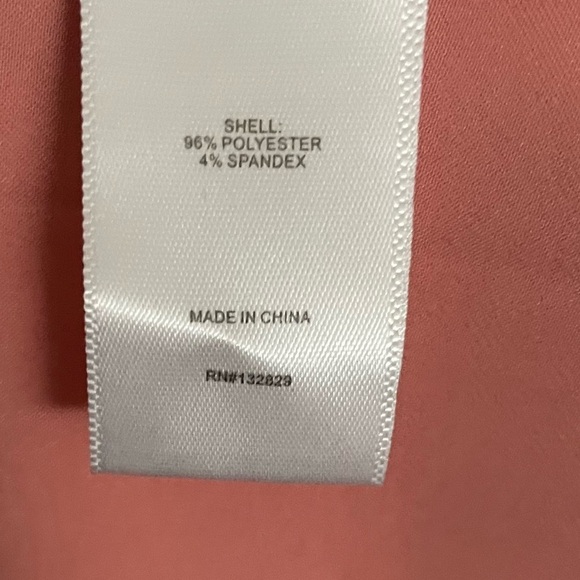 SHELL:
96% POLYESTER
4% SPANDEX
MADE IN CHINA
RN#132829